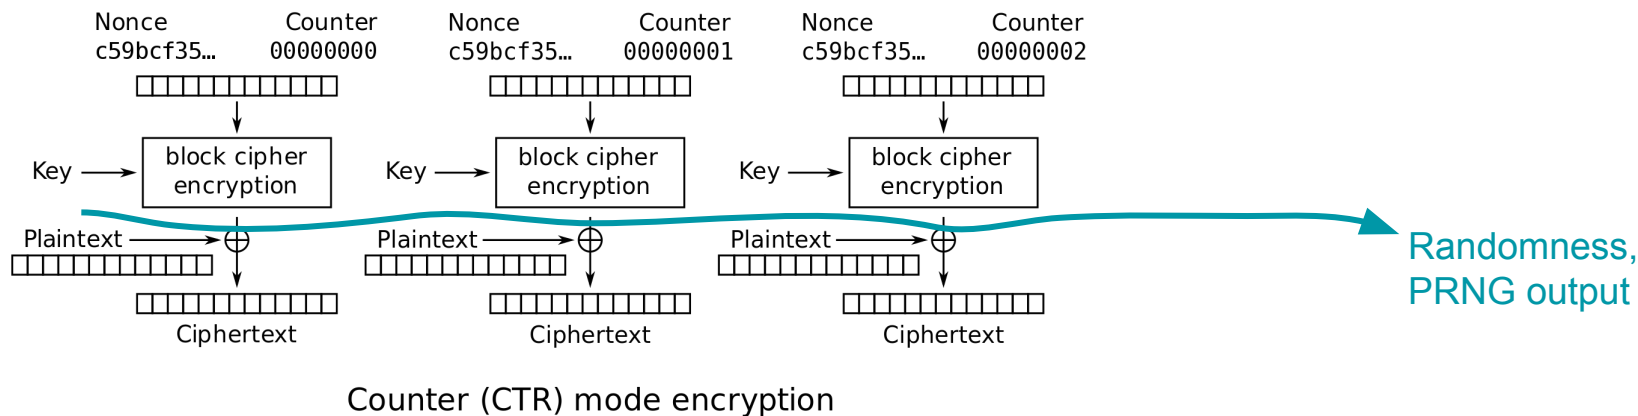 Nonce Counter Nonce Counter Nonce Counter
c59bcf35… 00000000 c59bcf35… 00000001 c59bcf35… 00000002
Key block cipher encryption Key block cipher encryption Key block cipher encryption
Plaintext Plaintext Plaintext
Randomness,
PRNG output
Ciphertext Ciphertext Ciphertext
Counter (CTR) mode encryption